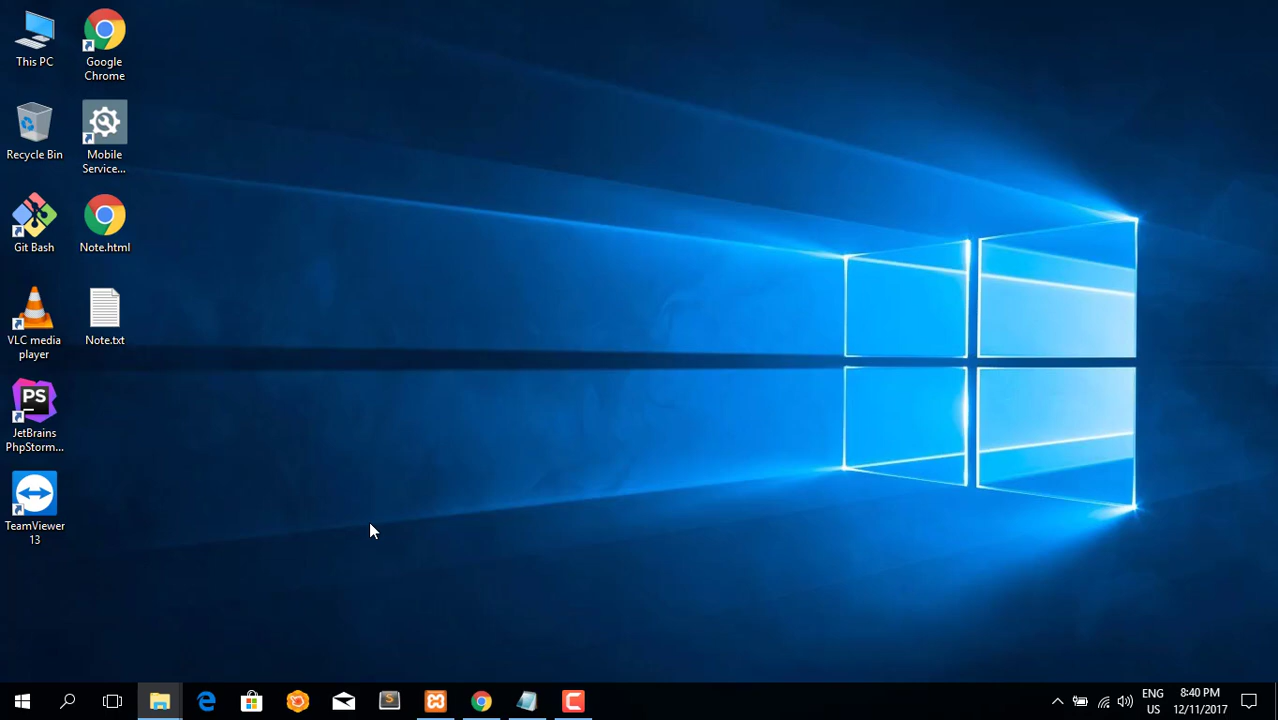 This PC
Google
Chrome
Recycle Bin
Mobile
Service...
Git Bash
Note.html
VLC media
player
Note.txt
PS
JetBrains
PhpStorm...
TeamViewer
13
S
ENG
US
8:40 PM
12/11/2017